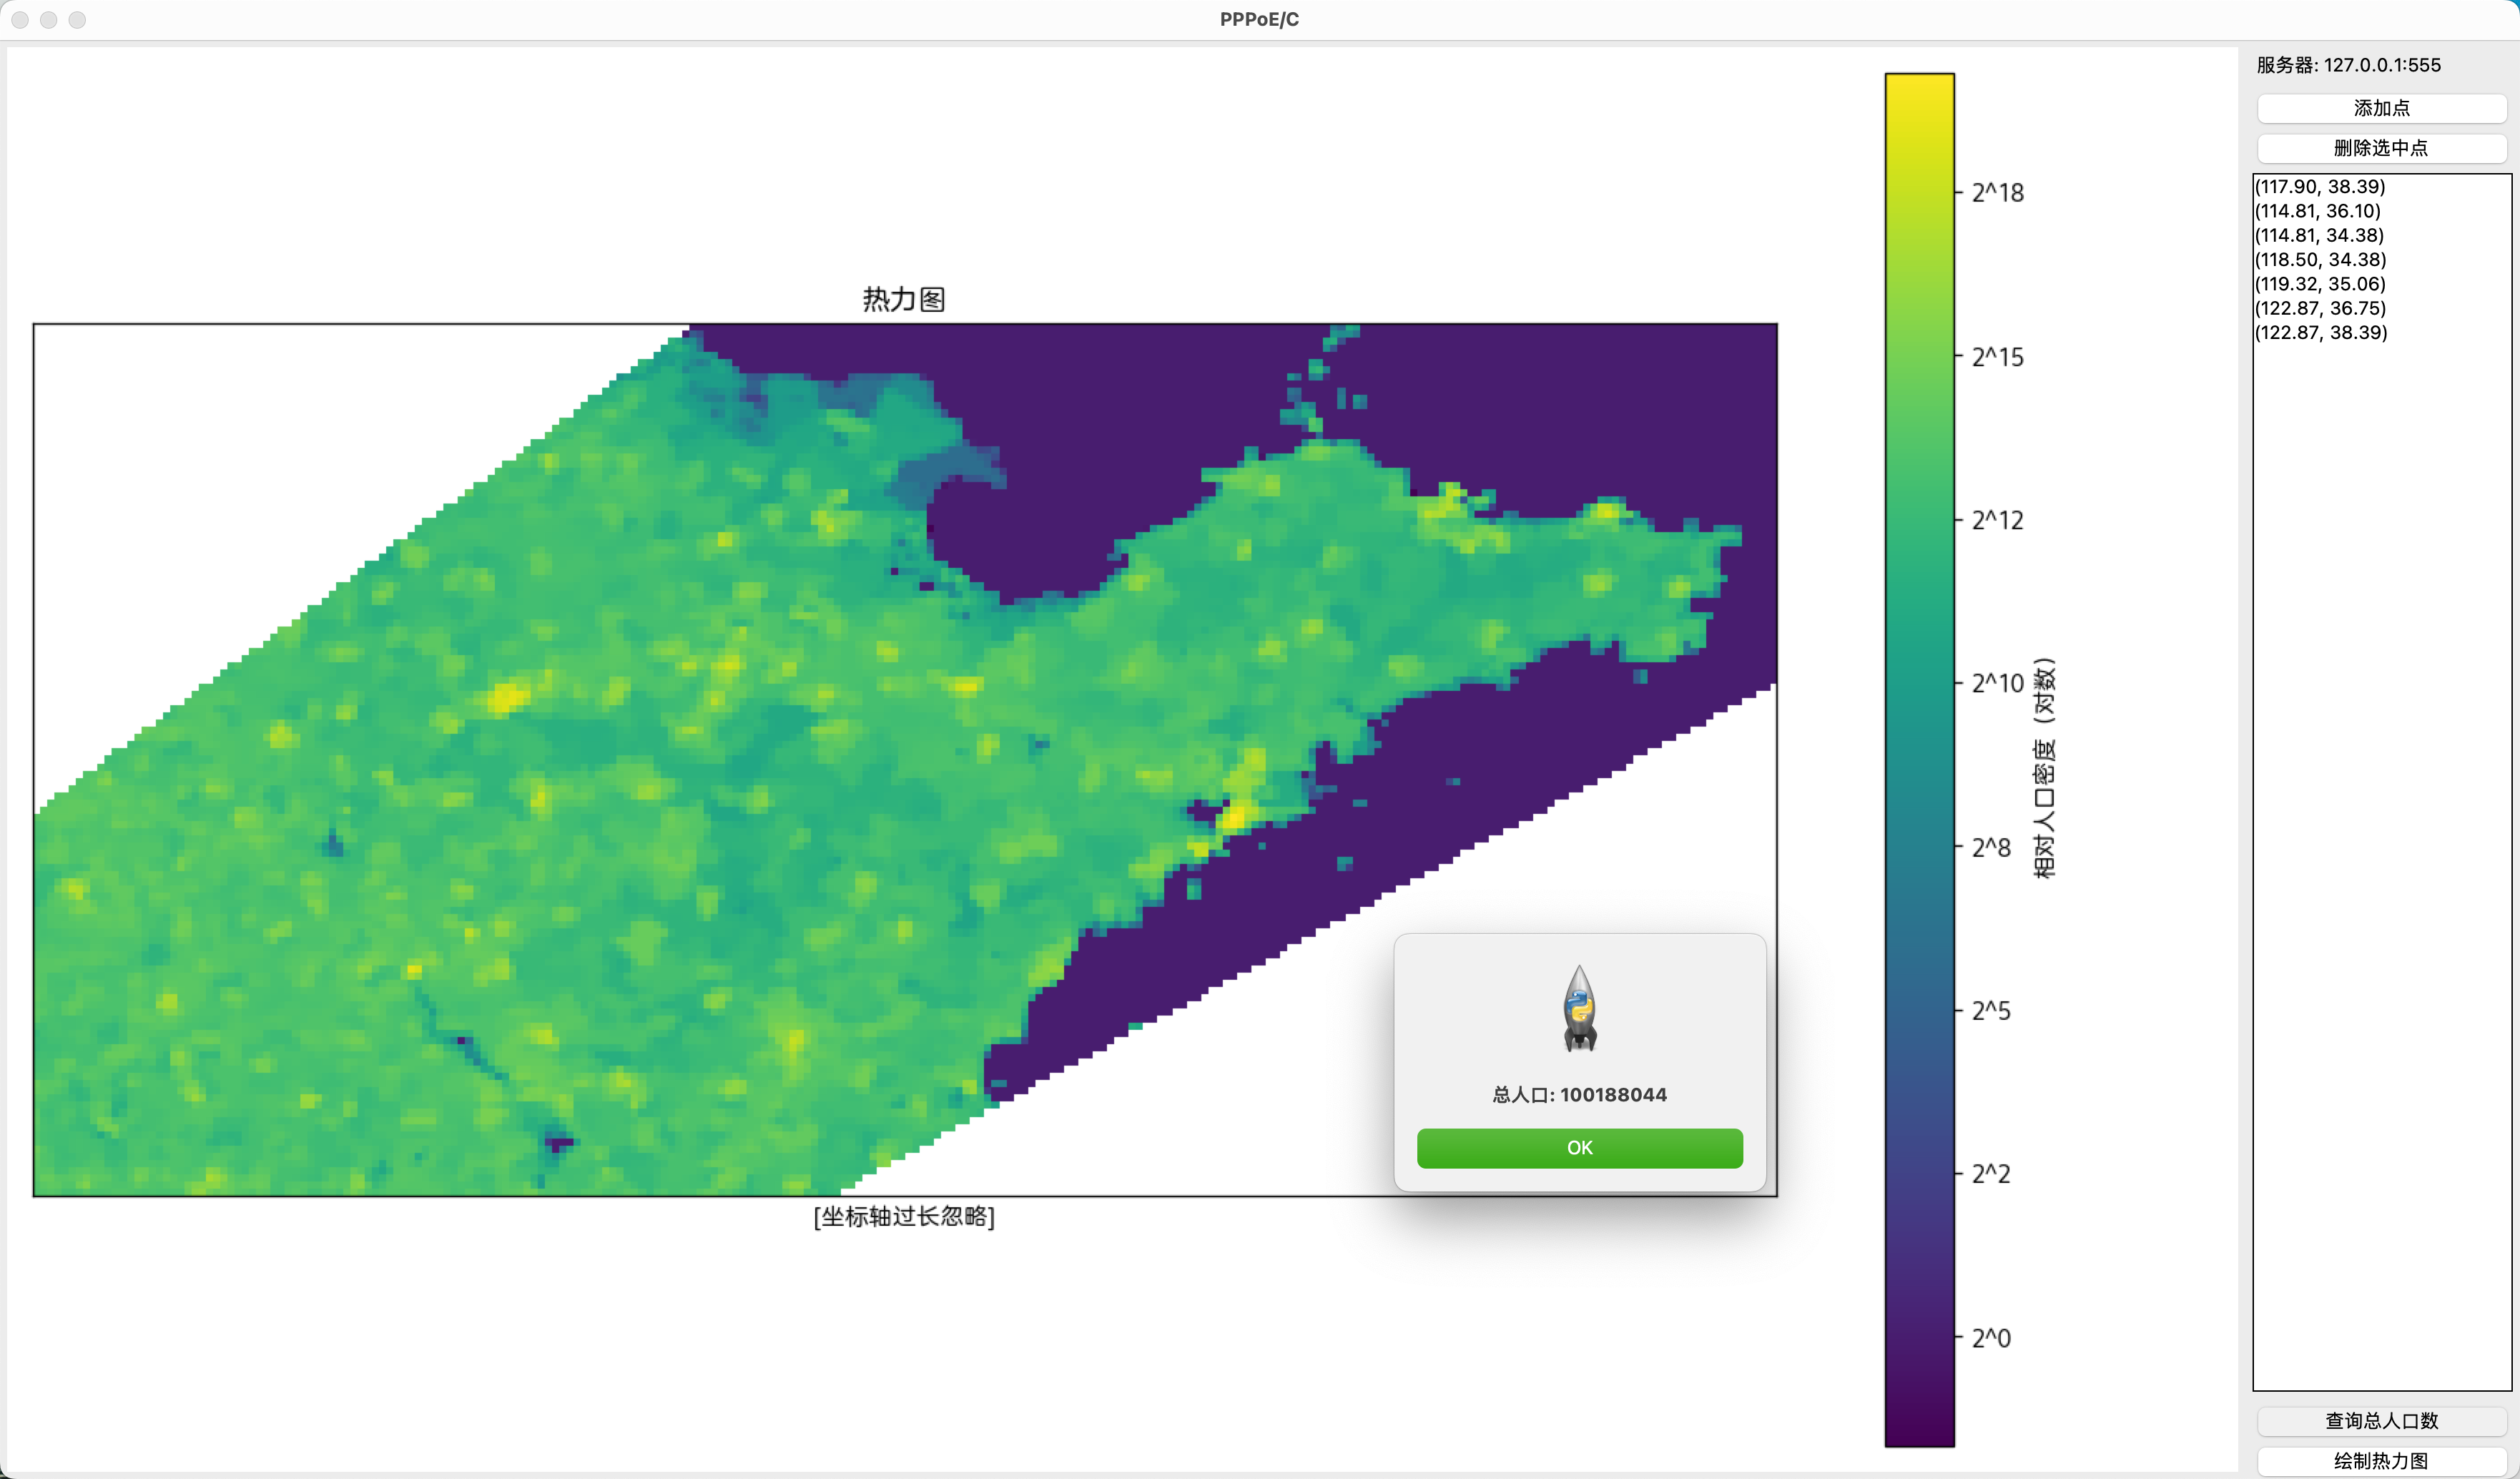 PPPoE/C
服务器: 127.0.0.1:555
添加点
删除选中点
(117.90, 38.39)
(114.81, 36.10)
(114.81, 34.38)
(118.50, 34.38)
(119.32, 35.06)
(122.87, 36.75)
(122.87, 38.39)
热力图
2^18
2^15
2^12
2^10
2^8
2^5
2^2
2^0
相对人口密度（对数）
总人口: 100188044
OK
[坐标轴过长忽略]
查询总人口数
绘制热力图